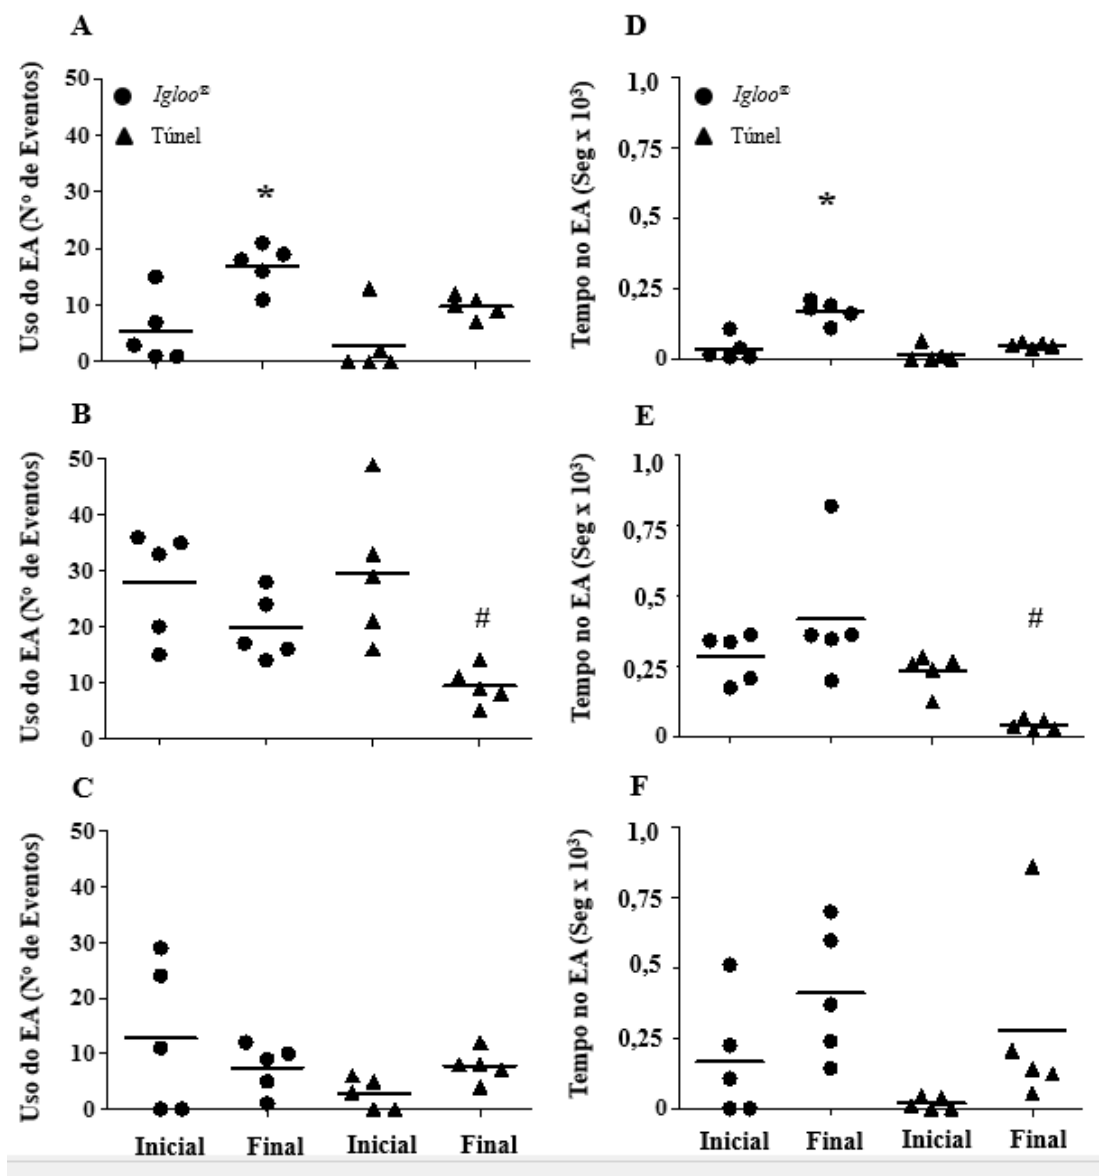 A
Uso do EA (Nº de Eventos)
50
40
30
20
10
0
Igloo®
Túnel
*
D
Tempo no EA (Seg x 10³)
1,0
0,75
0,5
0,25
0
Igloo®
Túnel
*
B
Uso do EA (Nº de Eventos)
50
40
30
20
10
0
#
E
Tempo no EA (Seg x 10³)
1,0
0,75
0,5
0,25
0
#
C
Uso do EA (Nº de Eventos)
50
40
30
20
10
0
Inicial Final Inicial Final
F
Tempo no EA (Seg x 10³)
1,0
0,75
0,5
0,25
0
Inicial Final Inicial Final